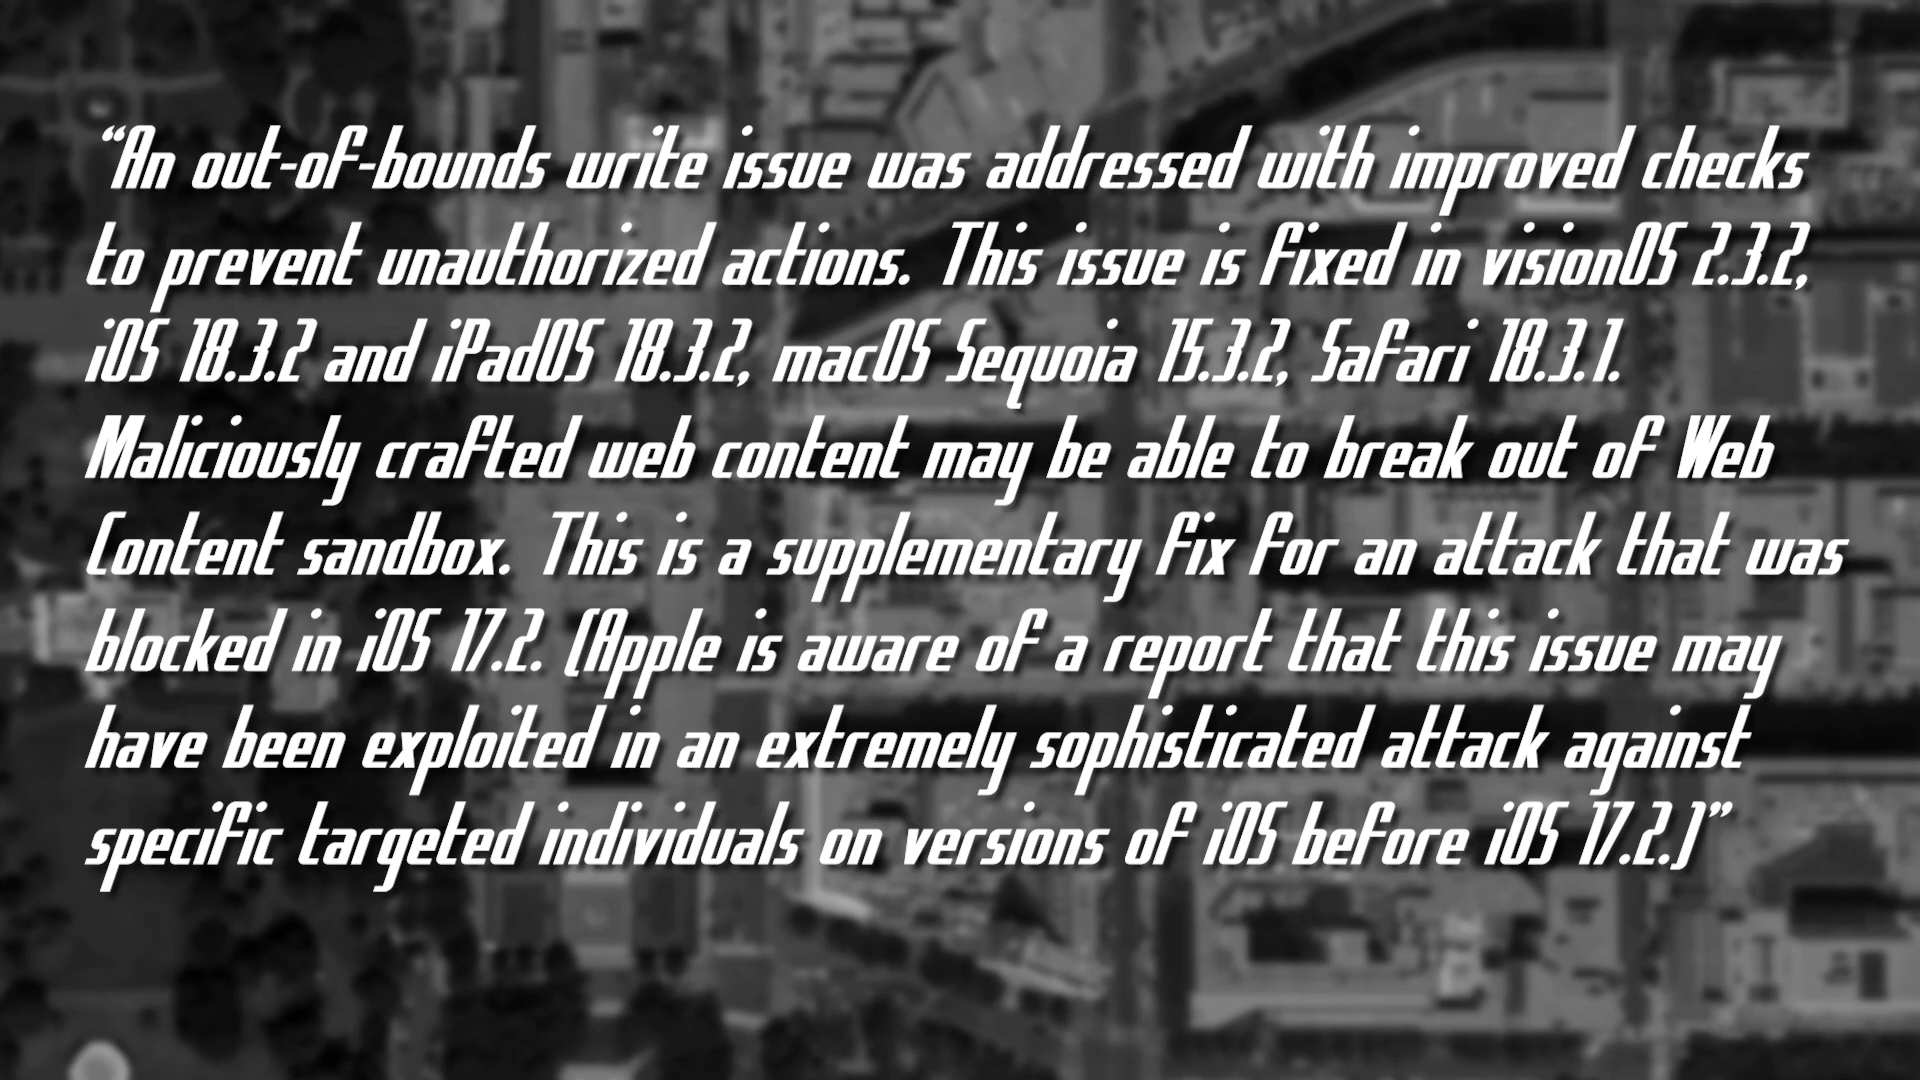 “An out-of-bounds write issue was addressed with improved checks
to prevent unauthorized actions. This issue is fixed in visionOS 2.3.2,
iOS 18.3.2 and iPadOS 18.3.2, macOS Sequoia 15.3.2, Safari 18.3.1.
Maliciously crafted web content may be able to break out of Web
Content sandbox. This is a supplementary fix for an attack that was
blocked in iOS 17.2. (Apple is aware of a report that this issue may
have been exploited in an extremely sophisticated attack against
specific targeted individuals on versions of iOS before iOS 17.2.)”